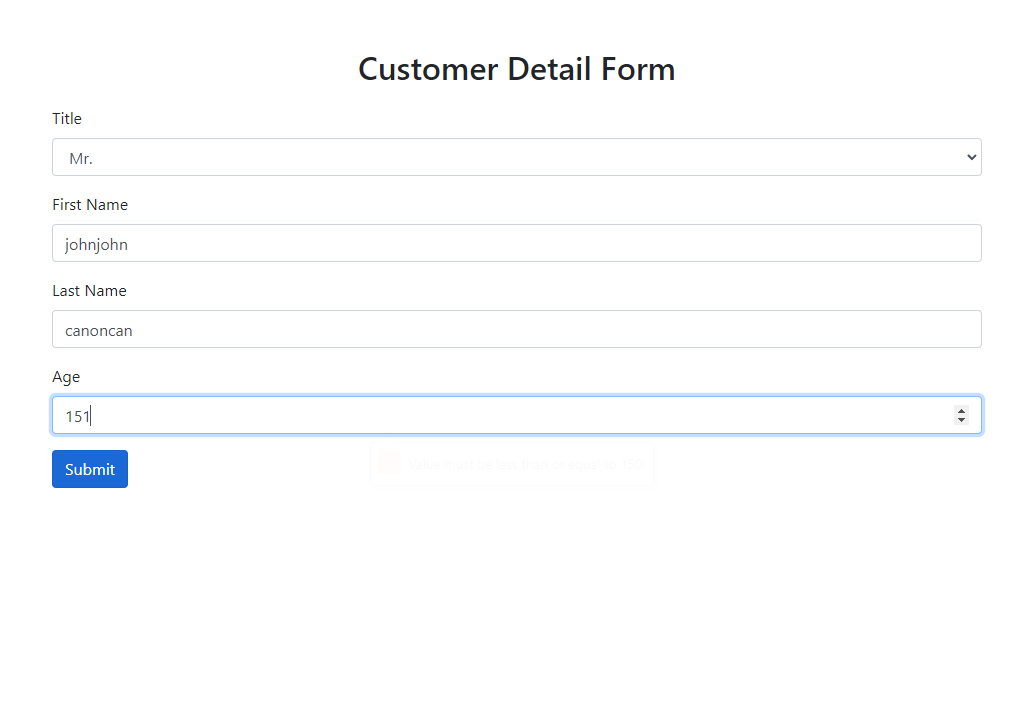 Customer Detail Form
Title
Mr.
First Name
johnjohn
Last Name
canoncan
Age
151
Value must be less than or equal to 150.
Submit